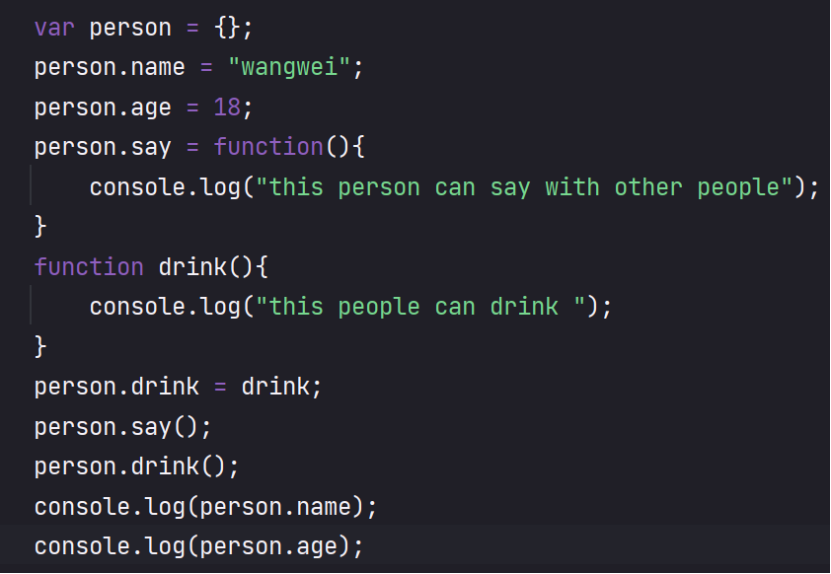 var person = {};
person.name = "wangwei";
person.age = 18;
person.say = function(){
    console.log("this person can say with other people");
}
function drink(){
    console.log("this people can drink ");
}
person.drink = drink;
person.say();
person.drink();
console.log(person.name);
console.log(person.age);